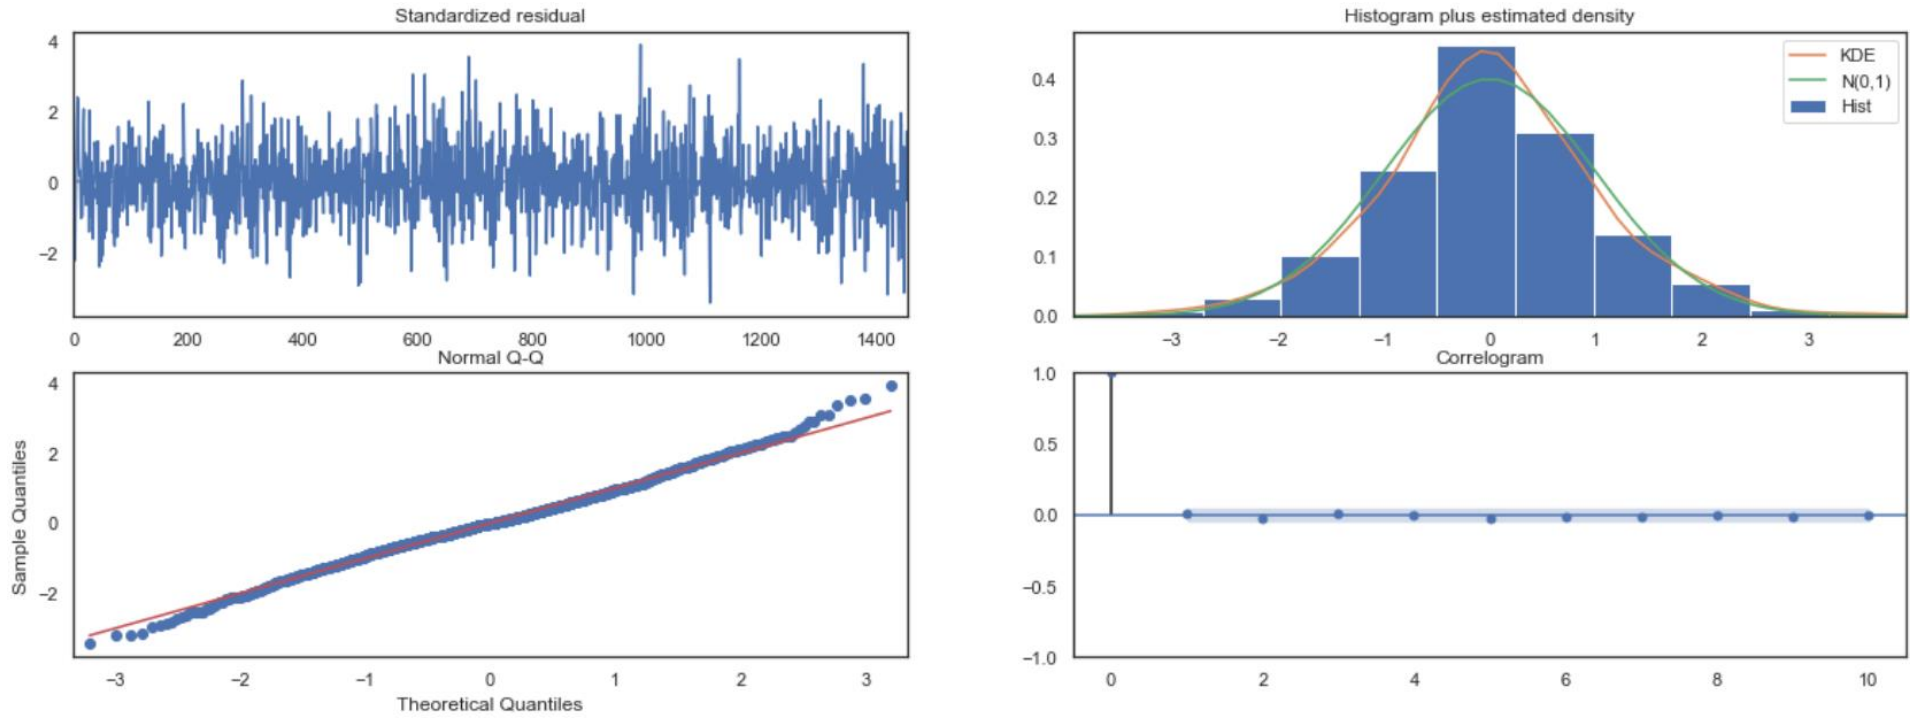 Standardized residual
4
2
0
−2
0 200 400 600 800 1000 1200 1400
Histogram plus estimated density
KDE
N(0,1)
Hist
0.4
0.3
0.2
0.1
0.0
−3 −2 −1 0 1 2 3
Normal Q-Q
Sample Quantiles
4
2
0
−2
−3 −2 −1 0 1 2 3
Theoretical Quantiles
Correlogram
1.0
0.5
0.0
−0.5
−1.0
0 2 4 6 8 10